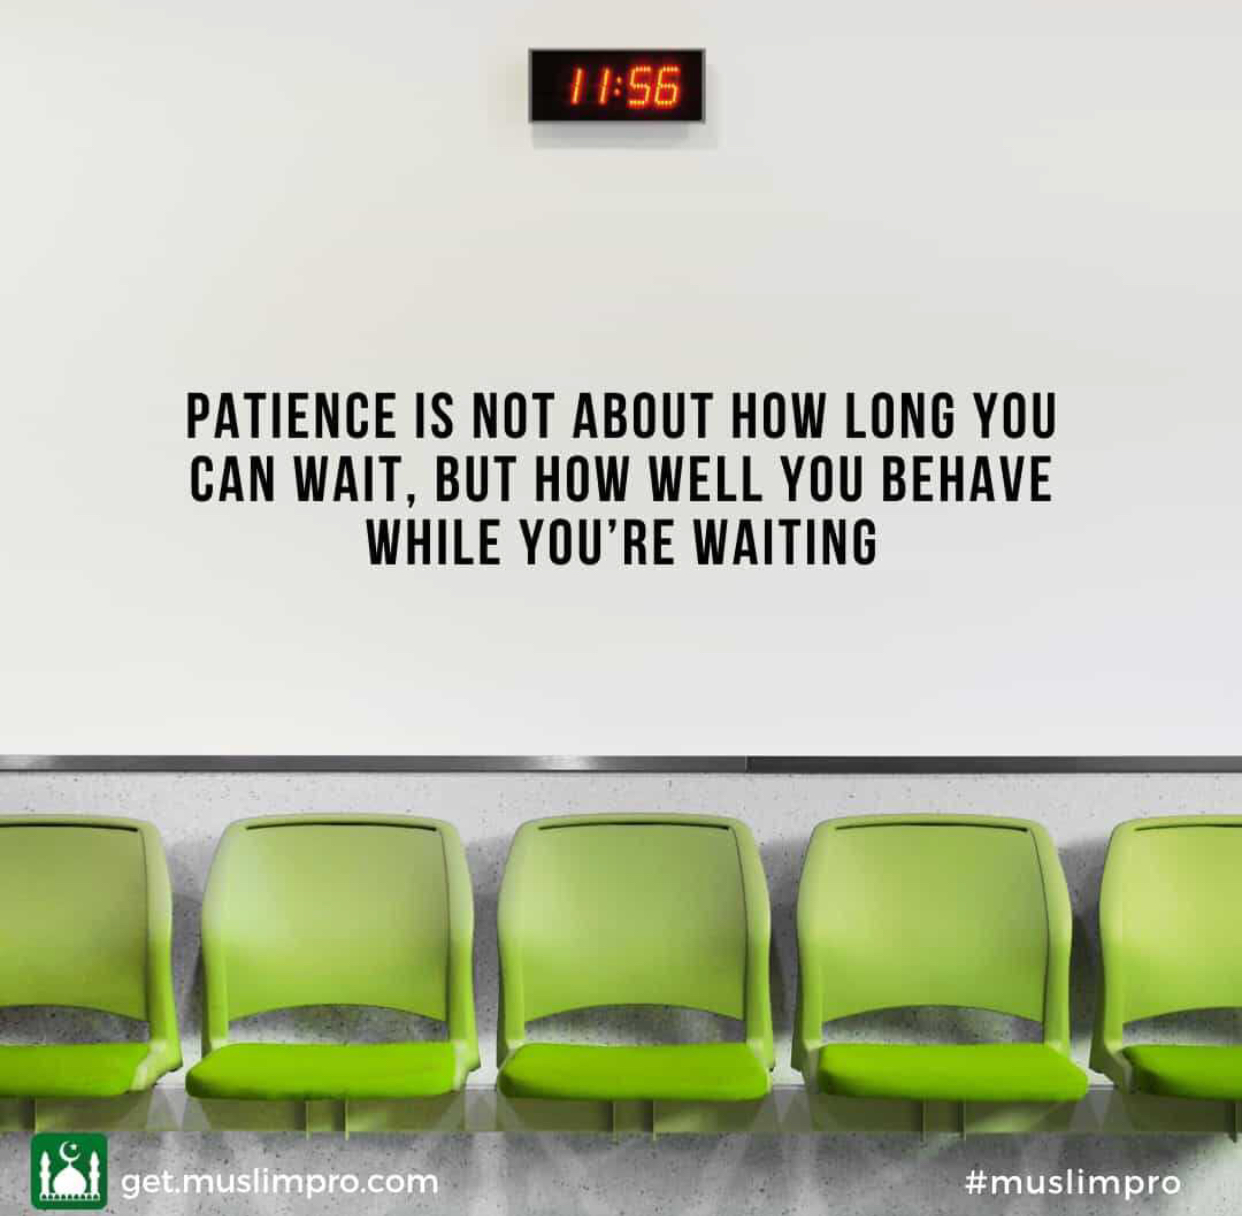 11:56
PATIENCE IS NOT ABOUT HOW LONG YOU
CAN WAIT, BUT HOW WELL YOU BEHAVE
WHILE YOU'RE WAITING
get.muslimpro.com
#muslimpro